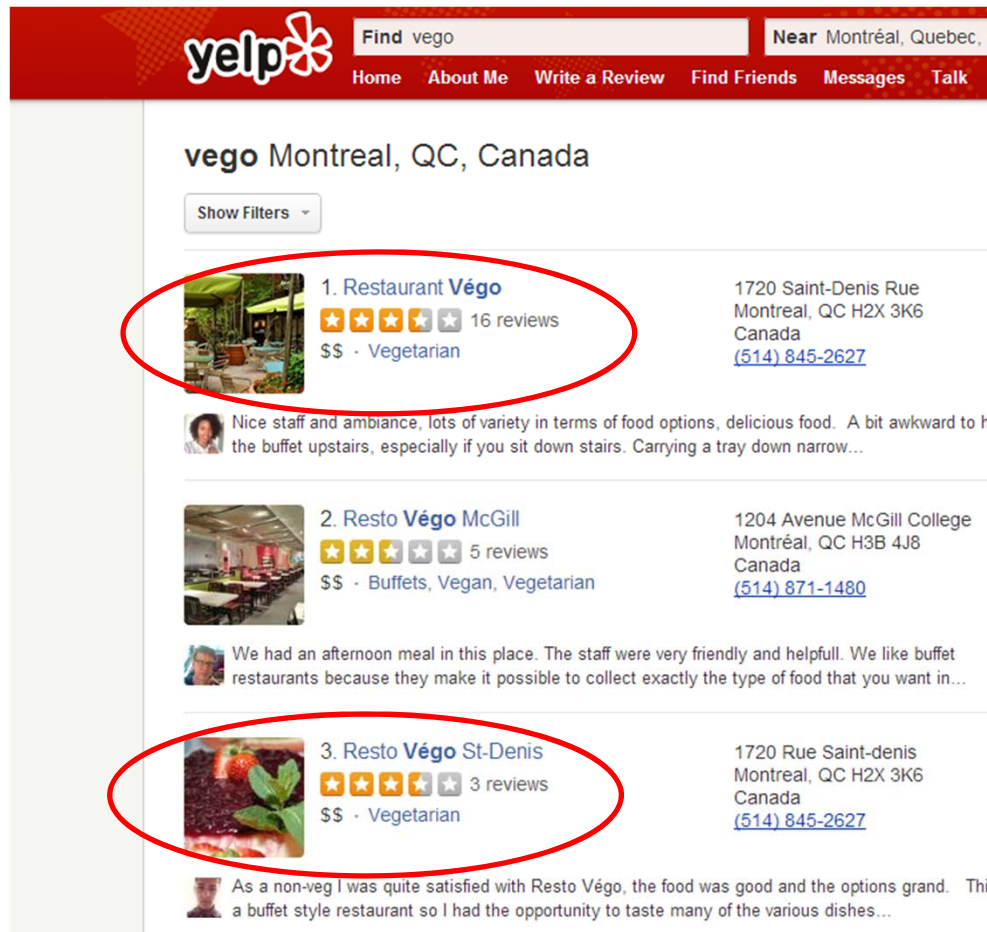 yelp
Find vego
Near Montréal, Quebec,
Home About Me Write a Review Find Friends Messages Talk
vego Montreal, QC, Canada
Show Filters
1. Restaurant Végo
16 reviews
$$ · Vegetarian
1720 Saint-Denis Rue
Montreal, QC H2X 3K6
Canada
(514) 845-2627
Nice staff and ambiance, lots of variety in terms of food options, delicious food. A bit awkward to
the buffet upstairs, especially if you sit down stairs. Carrying a tray down narrow...
2. Resto Végo McGill
5 reviews
$$ · Buffets, Vegan, Vegetarian
1204 Avenue McGill College
Montréal, QC H3B 4J8
Canada
(514) 871-1480
We had an afternoon meal in this place. The staff were very friendly and helpfull. We like buffet
restaurants because they make it possible to collect exactly the type of food that you want in...
3. Resto Végo St-Denis
3 reviews
$$ · Vegetarian
1720 Rue Saint-denis
Montreal, QC H2X 3K6
Canada
(514) 845-2627
As a non-veg I was quite satisfied with Resto Végo, the food was good and the options grand.
a buffet style restaurant so I had the opportunity to taste many of the various dishes...